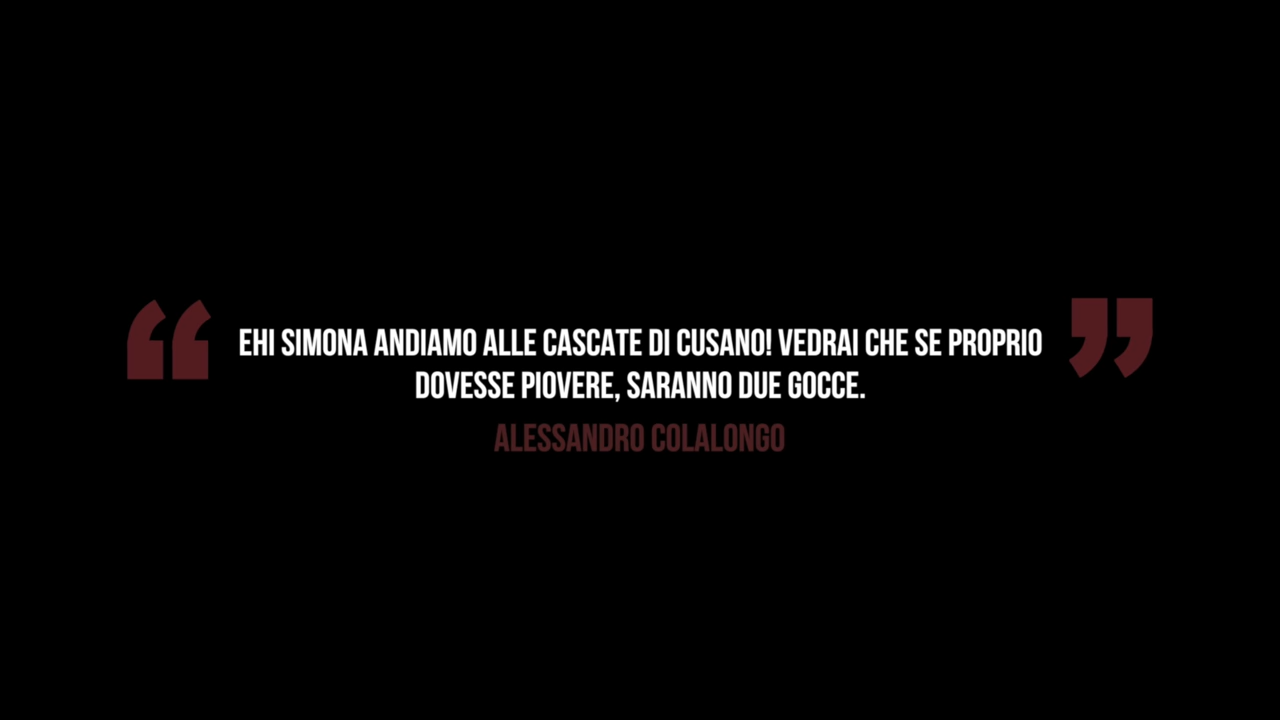 EHI SIMONA ANDIAMO ALLE CASCATE DI CUSANO! VEDRAI CHE SE PROPRIO
DOVESSE PIOVERE, SARANNO DUE GOCCE.
ALESSANDRO COLALONGO